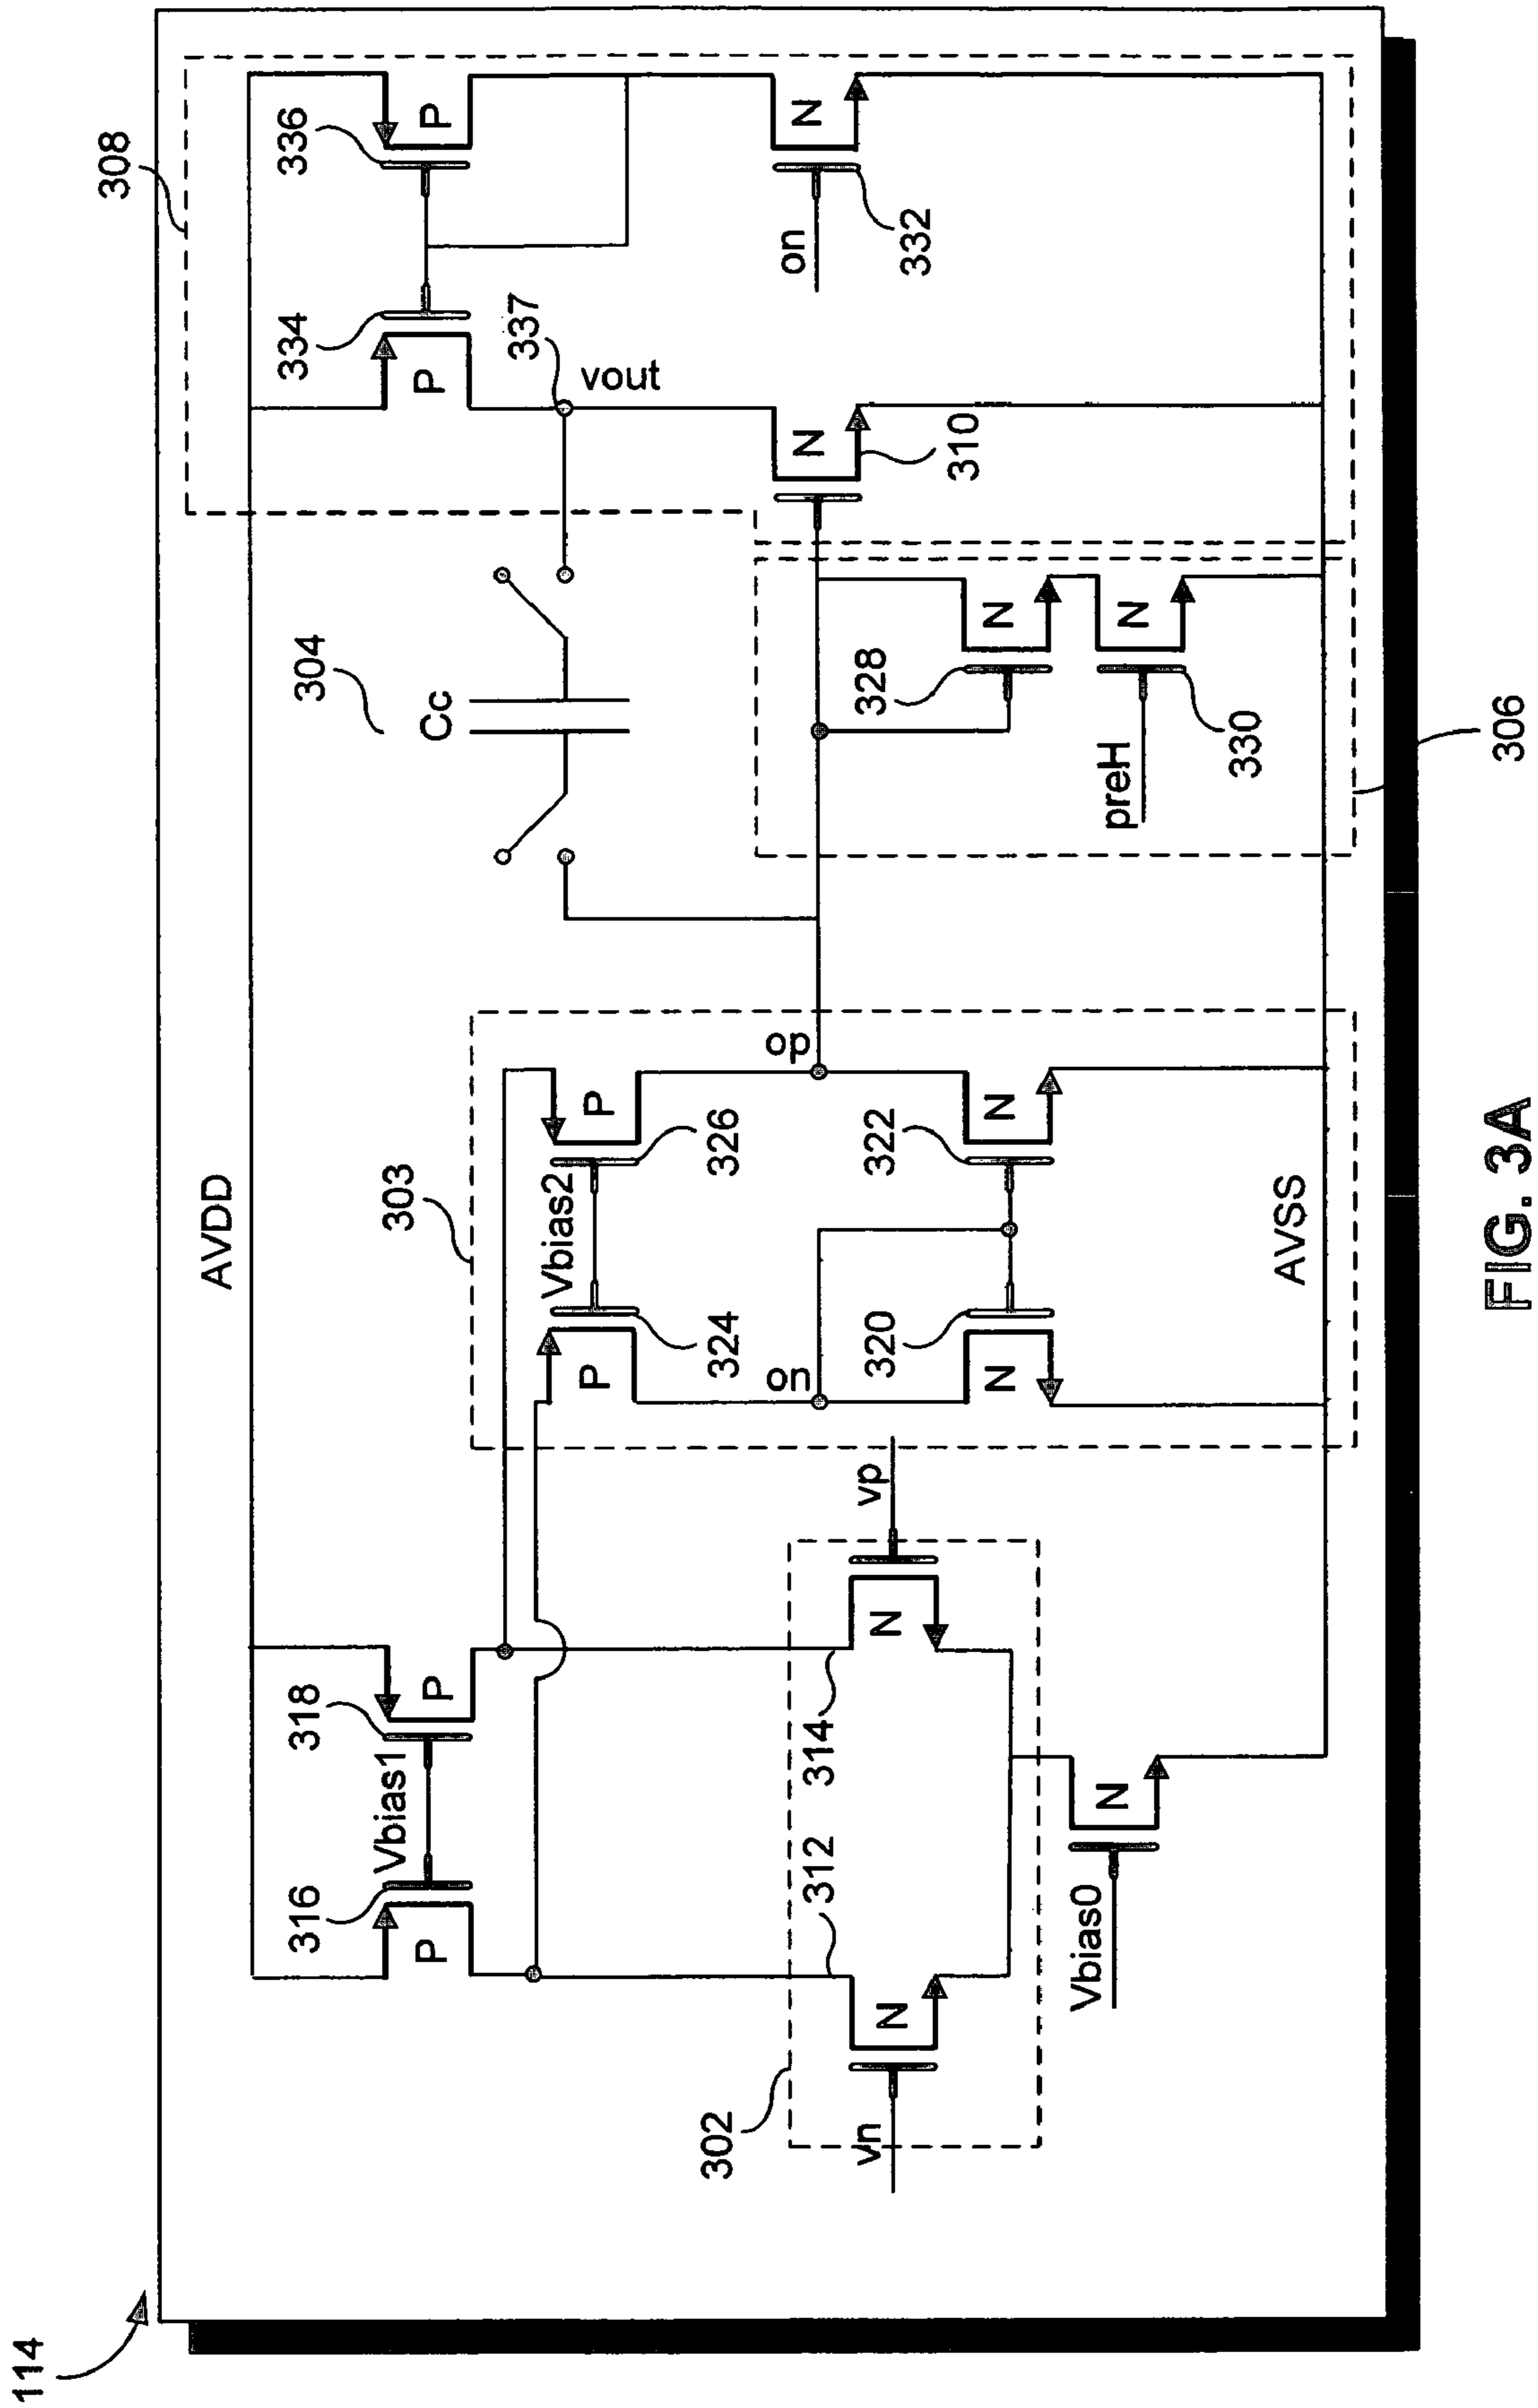 114
308
AVDD
316
Vbias1
318
P
P
303
324
Vbias2
326
P
P
304
Cc
334
336
P
P
337
vout
302
vn
312
314
vp
N
N
on
op
320
322
N
N
Vbias0
N
AVSS
328
N
preH
330
N
306
N
310
on
332
N
FIG. 3A